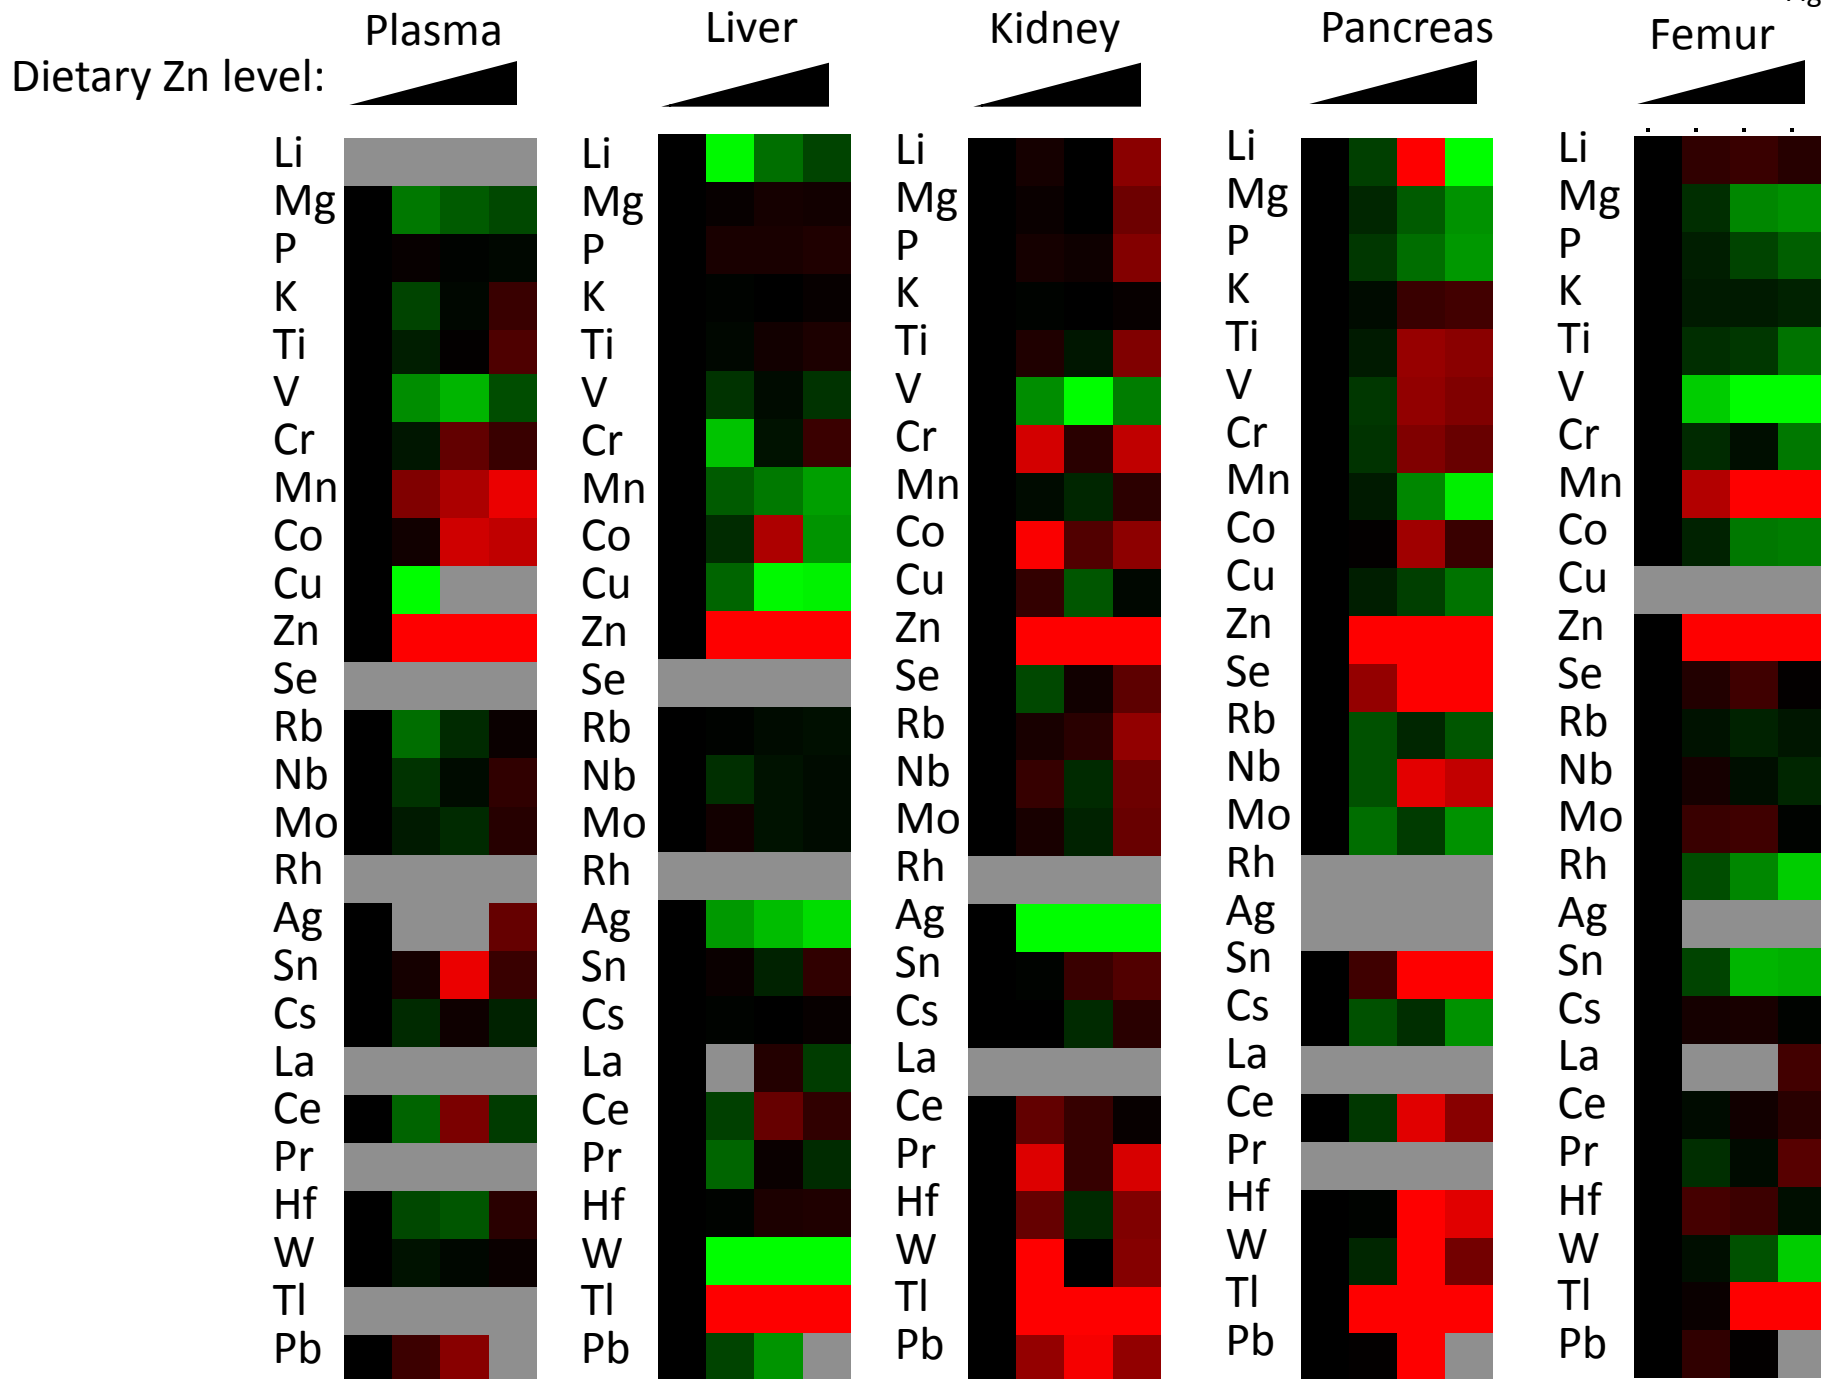 Ag
Plasma Liver Kidney Pancreas Femur
Dietary Zn level:
Li Li Li Li Li
Mg Mg Mg Mg Mg
P P P P P
K K K K K
Ti Ti Ti Ti Ti
V V V V V
Cr Cr Cr Cr Cr
Mn Mn Mn Mn Mn
Co Co Co Co Co
Cu Cu Cu Cu Cu
Zn Zn Zn Zn Zn
Se Se Se Se Se
Rb Rb Rb Rb Rb
Nb Nb Nb Nb Nb
Mo Mo Mo Mo Mo
Rh Rh Rh Rh Rh
Ag Ag Ag Ag Ag
Sn Sn Sn Sn Sn
Cs Cs Cs Cs Cs
La La La La La
Ce Ce Ce Ce Ce
Pr Pr Pr Pr Pr
Hf Hf Hf Hf Hf
W W W W W
Tl Tl Tl Tl Tl
Pb Pb Pb Pb Pb